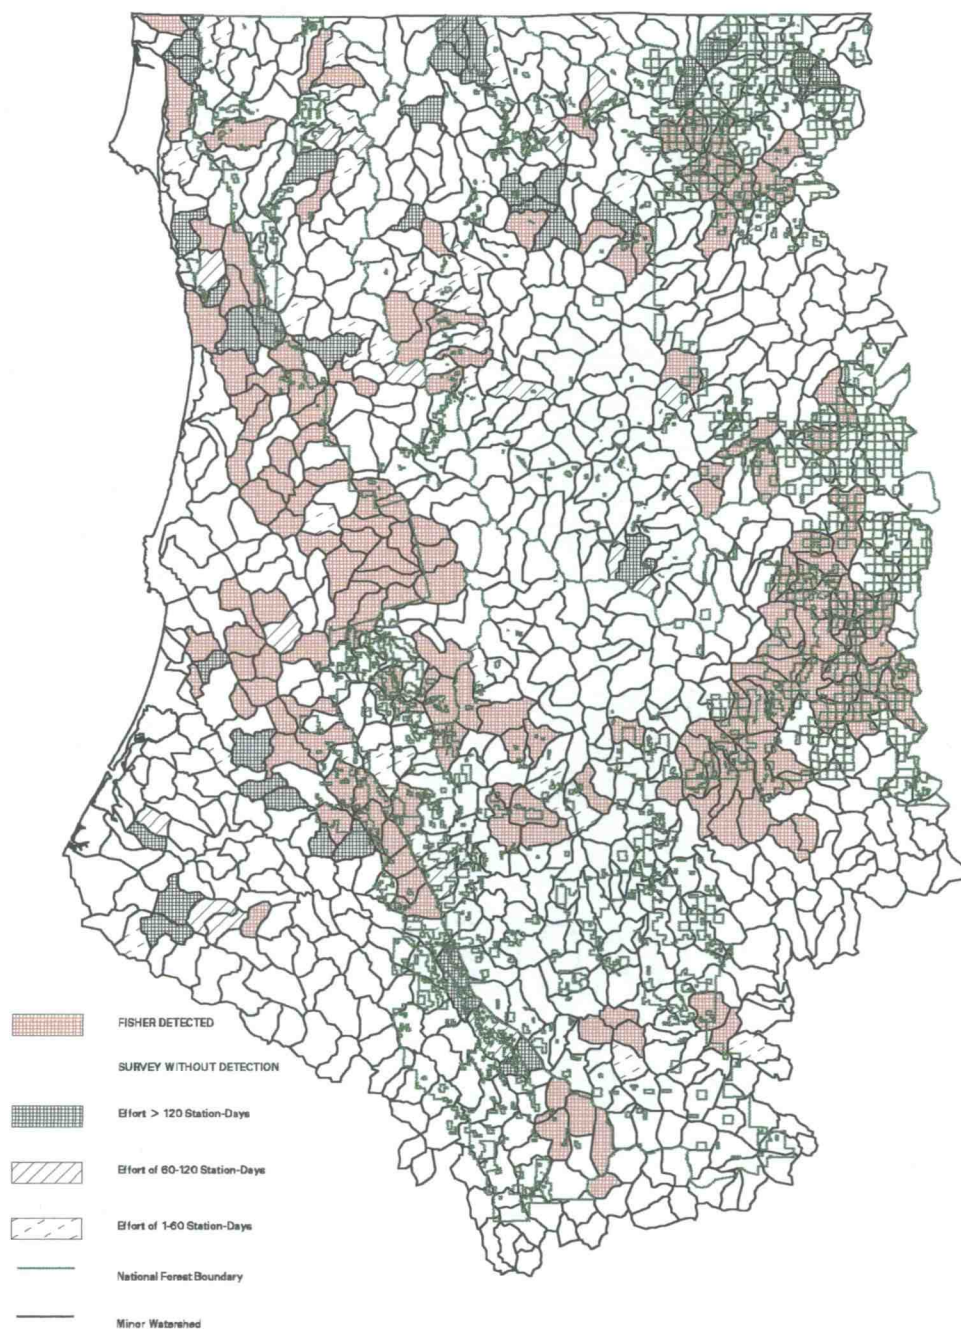 FISHER DETECTED
SURVEY WITHOUT DETECTION
Effort > 120 Station-Days
Effort of 60-120 Station-Days
Effort of 1-60 Station-Days
National Forest Boundary
Minor Watershed